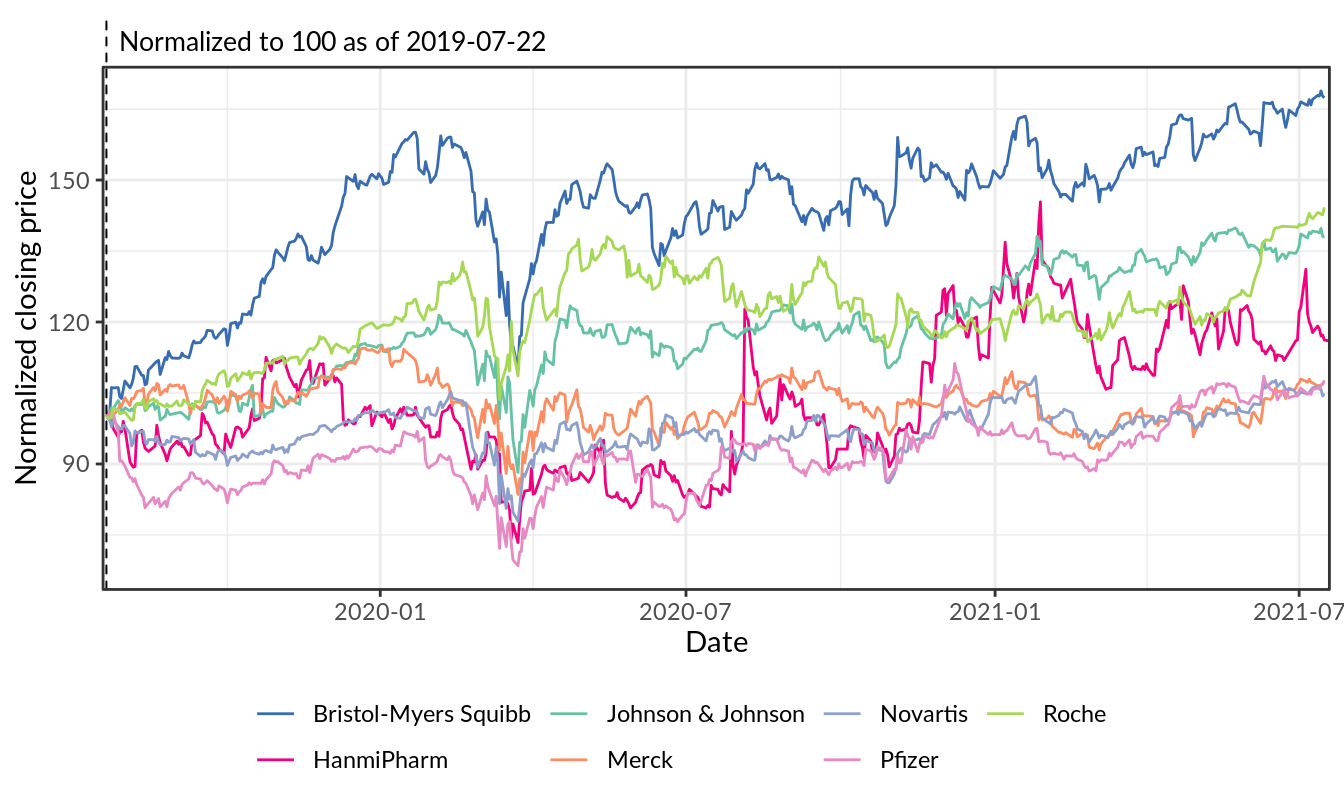 Normalized to 100 as of 2019-07-22
Normalized closing price
150
120
90
2020-01
2020-07
2021-01
2021-07
Date
Bristol-Myers Squibb
Johnson & Johnson
Novartis
Roche
HanmiPharm
Merck
Pfizer